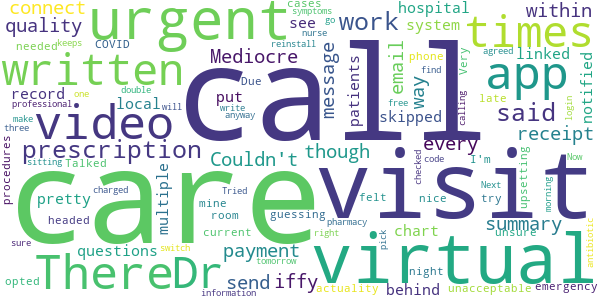 connect
urgent
cases
symptoms
nurse
reinstall
go
hospital
see
system
within
quality
needed
keeps
COVID
Mediocre
message
work
times
linked
agreed
written
Due
patients
email
way
phone
find
Very
app
notified
record
professional
one
double
will
local
put
write
anyway
free
skipped
calling
late
login
call
said
video
prescription
Couldn't
though
every
checked
code
I'm
receipt
procedures
make
three
sitting
Talked
multiple
pretty
charged
mine
felt
nice
try
upsetting
Now
care
visit
headed
room
guessing
Tried
pharmacy
Next
unsure
summary
morning
antibiotic
sure
questions
current
payment
right
chart
pick
virtual
There
Dr
switch
tomorrow
send
iffy
night
actuality
behind
unacceptable
emergency
opted
information